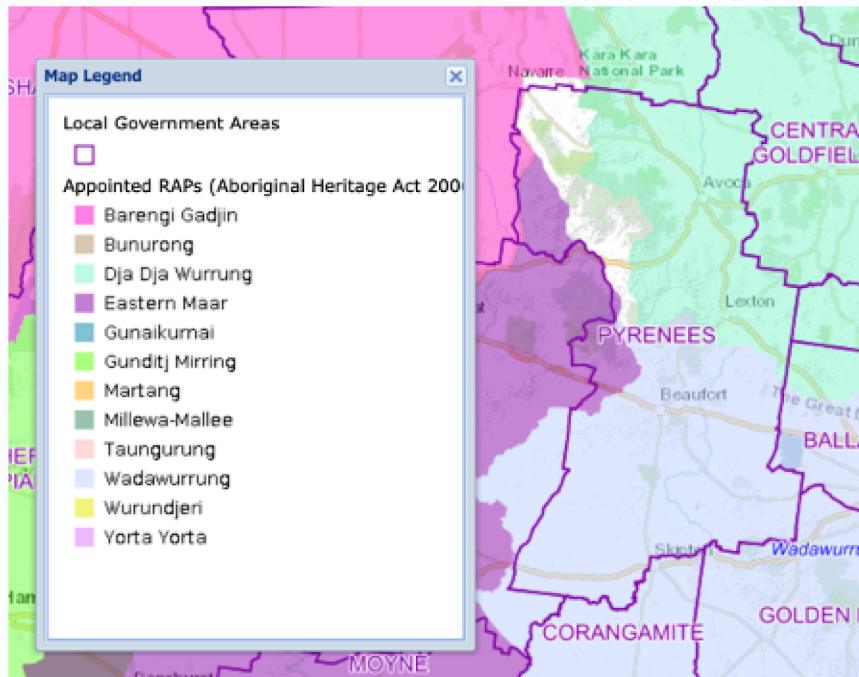 Map Legend
Local Government Areas
Appointed RAPs (Aboriginal Heritage Act 200
Barengi Gadjin
Bunurong
Dja Dja Wurrung
Eastern Maar
Gunaikurnai
Gunditj Mirring
Martang
Millewa-Mallee
Taungurung
Wadawurrung
Wurundjeri
Yorta Yorta
Kara Kara
National Park
Navarre
CENTRA
GOLDFIEL
Avoca
Lexton
PYRENEES
Beaufort
The Great
BALLA
Skipton
Wadawurru
GOLDEN
CORANGAMITE
MOYNE